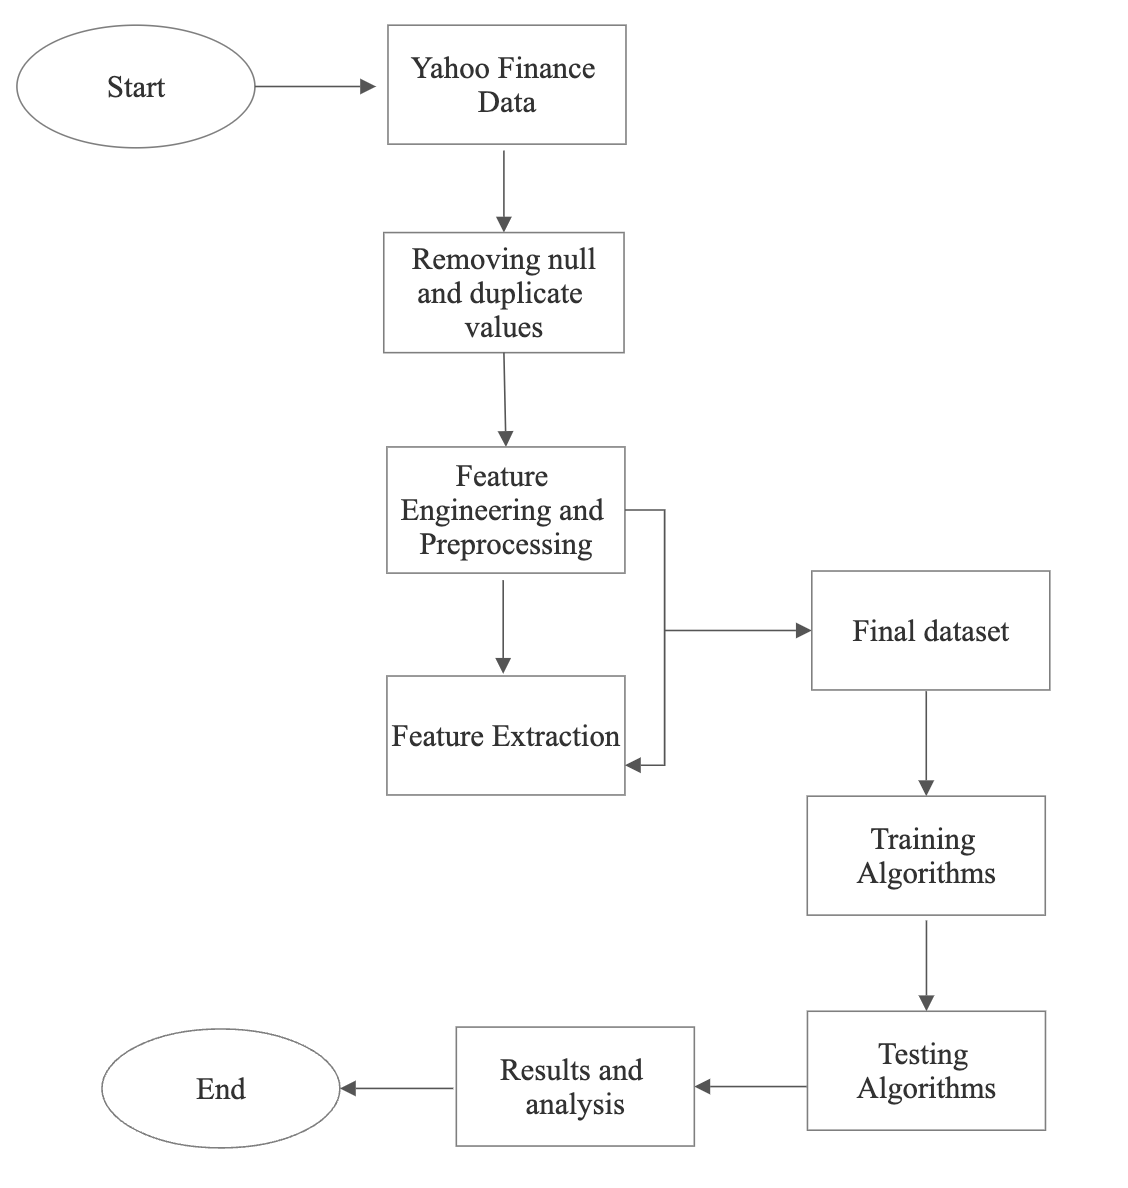 Start
Yahoo Finance
Data
Removing null
and duplicate
values
Feature
Engineering and
Preprocessing
Feature Extraction
Final dataset
Training
Algorithms
Testing
Algorithms
Results and
analysis
End